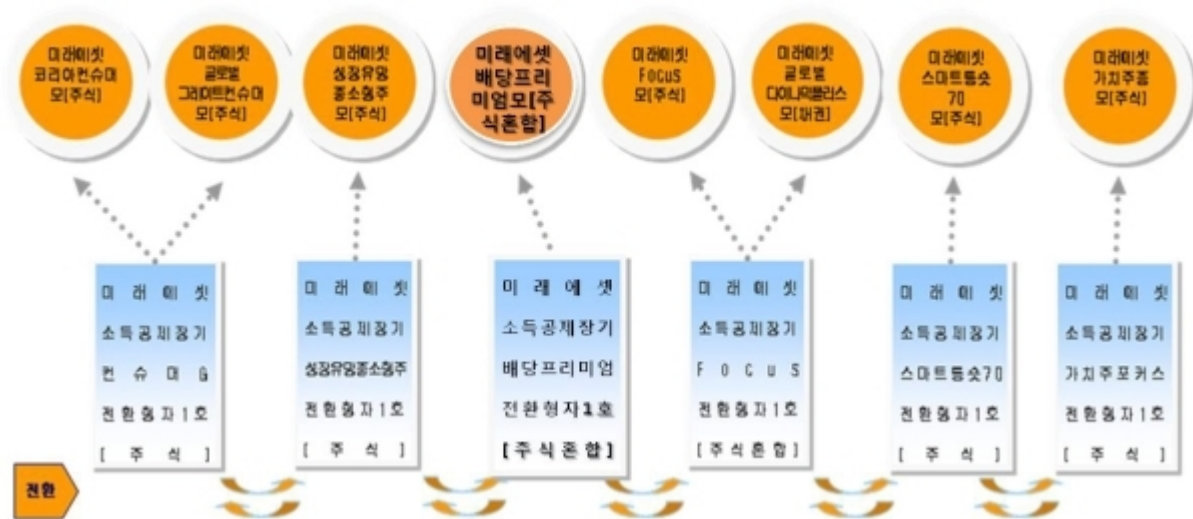 미래에셋
코리아컨슈머
모[주식]
미래에셋
글로벌
그레이트컨슈머
모[주식]
미래에셋
성장유망
중소형주
모[주식]
미래에셋
배당프리
미엄모[주
식혼합]
미래에셋
Focus
모[주식]
미래에셋
글로벌
다이나믹플러스
모[채권]
미래에셋
스마트롱숏
70
모[주식]
미래에셋
가치주중
모[주식]
미 래 에 셋
소득공제장기
컨 슈 머 G
전환형자1호
[ 주 식 ]
미 래 에 셋
소득공제장기
성장유망중소형주
전환형자1호
[ 주 식 ]
미 래 에 셋
소득공제장기
배당프리미엄
전환형자1호
[주식혼합]
미 래 에 셋
소득공제장기
F O C U S
전환형자1호
[주식혼합]
미 래 에 셋
소득공제장기
스마트롱숏70
전환형자1호
[ 주 식 ]
미 래 에 셋
소득공제장기
가치주포커스
전환형자1호
[ 주 식 ]
전환